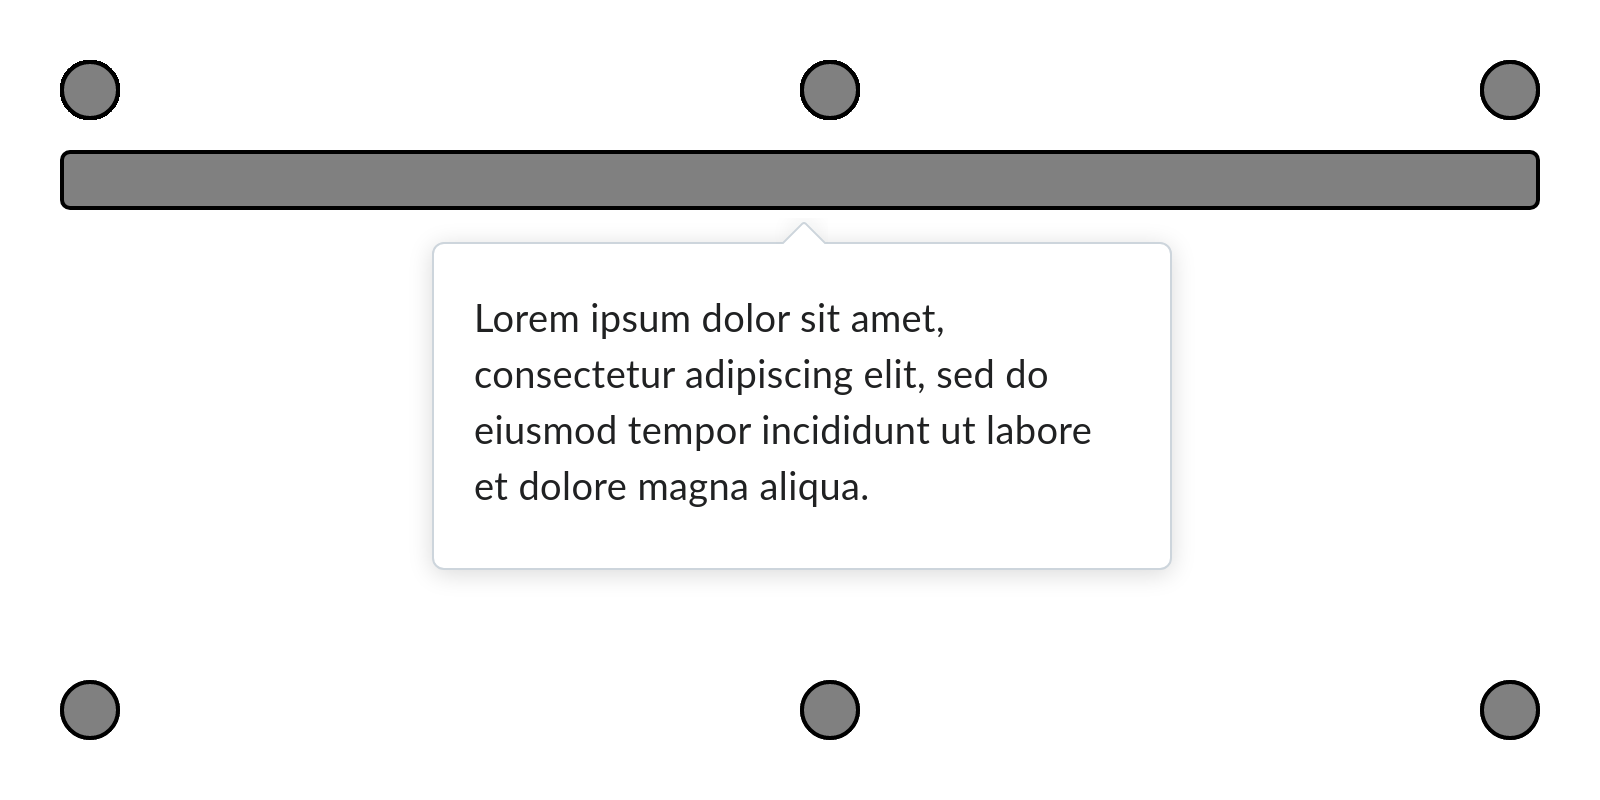 Lorem ipsum dolor sit amet,
consectetur adipiscing elit, sed do
eiusmod tempor incididunt ut labore
et dolore magna aliqua.